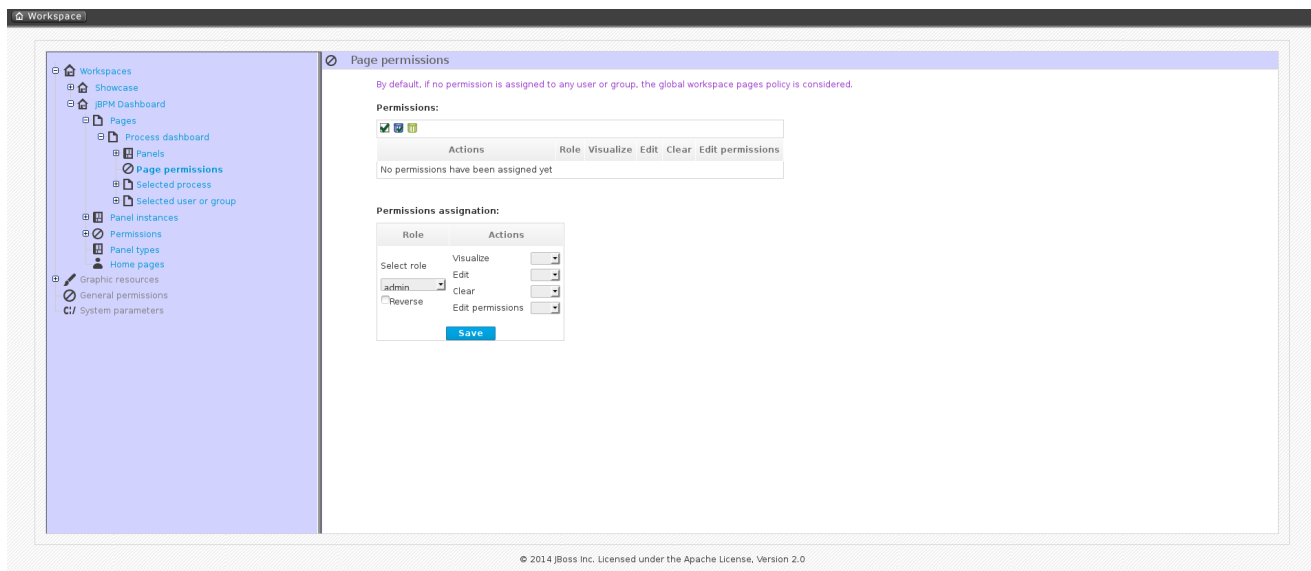 Workspace
Workspaces
Showcase
jBPM Dashboard
Pages
Process dashboard
Panels
Page permissions
Selected process
Selected user or group
Panel instances
Permissions
Panel types
Home pages
Graphic resources
General permissions
C:/ System parameters
Page permissions
By default, if no permission is assigned to any user or group, the global workspace pages policy is considered.
Permissions:
Actions Role Visualize Edit Clear Edit permissions
No permissions have been assigned yet
Permissions assignation:
Role Actions
Select role
admin
Reverse
Visualize
Edit
Clear
Edit permissions
Save
© 2014 JBoss Inc. Licensed under the Apache License, Version 2.0